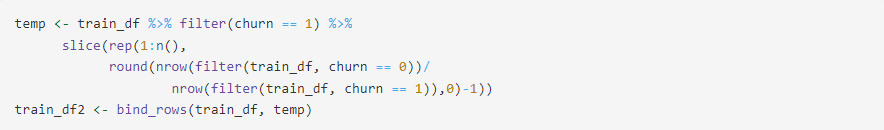 temp <- train_df %>% filter(churn == 1) %>%
      slice(rep(1:n(),
            round(nrow(filter(train_df, churn == 0))/
                    nrow(filter(train_df, churn == 1)),0)-1))
train_df2 <- bind_rows(train_df, temp)